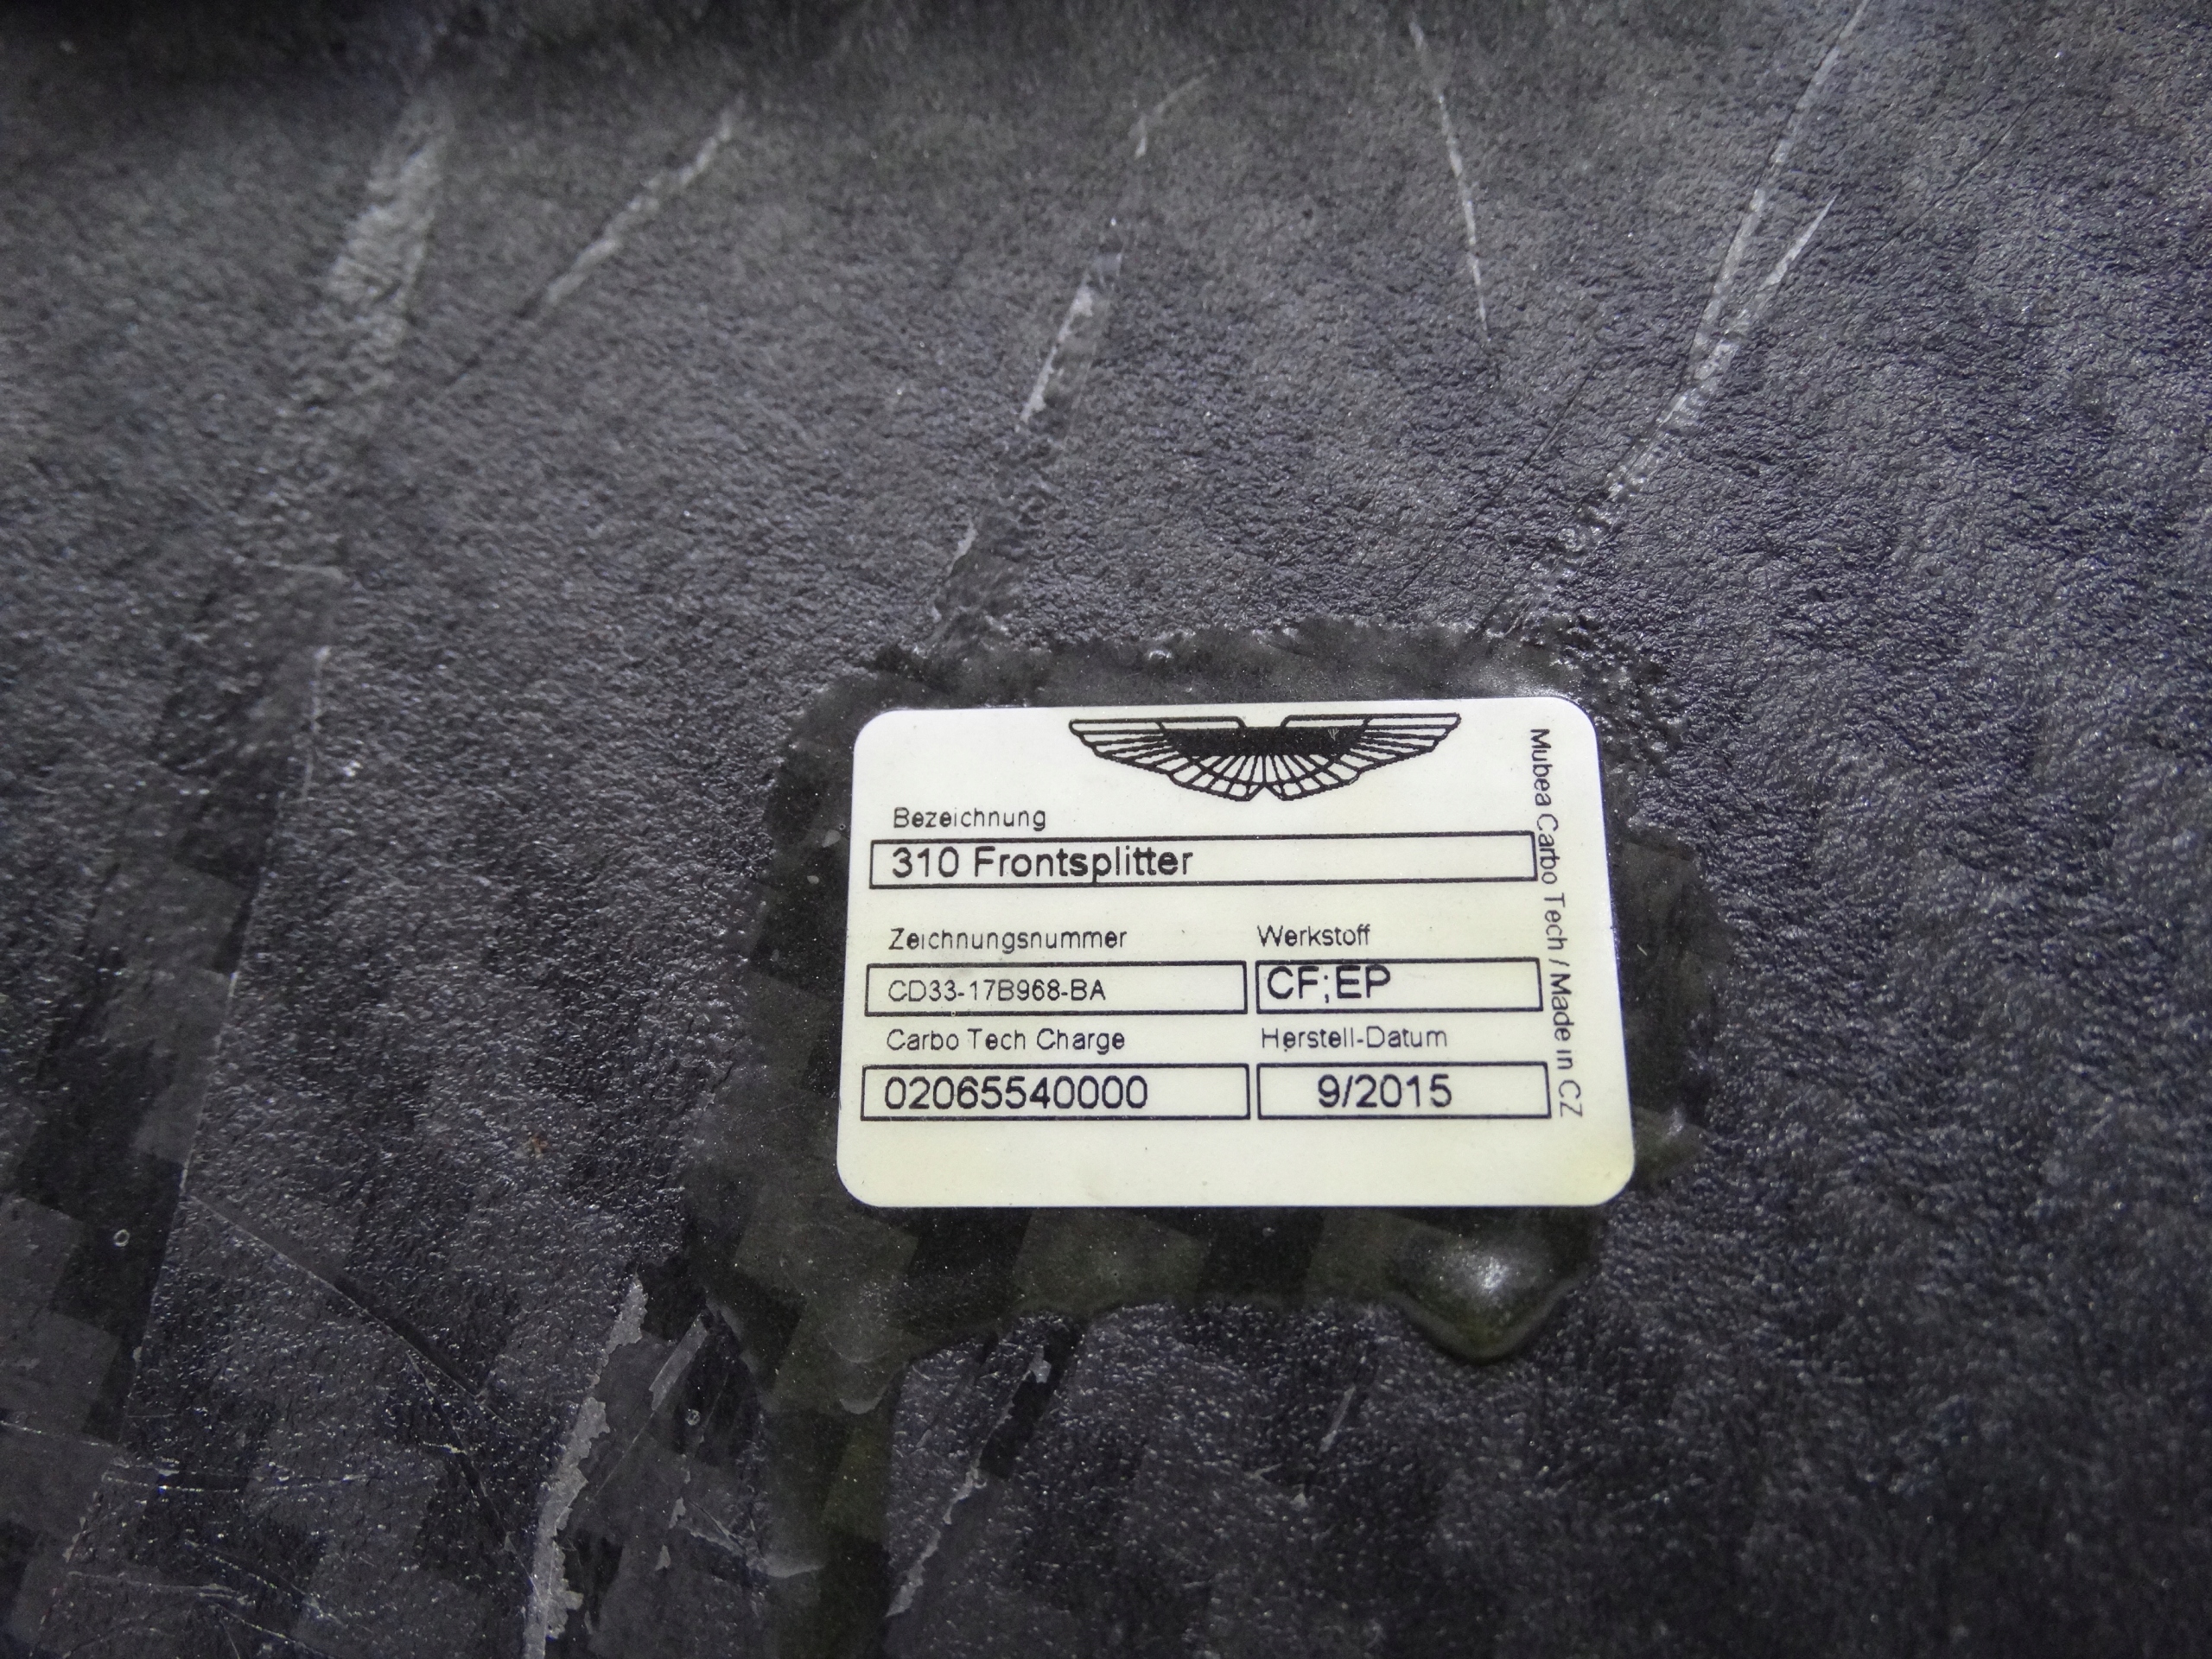 Bezeichnung
310 Frontsplitter
Zeichnungsnummer
Werkstoff
CD33-17B968-BA
CF;EP
Carbo Tech Charge
Herstell-Datum
02065540000
9/2015
Mubea Carbo Tech / Made in CZ